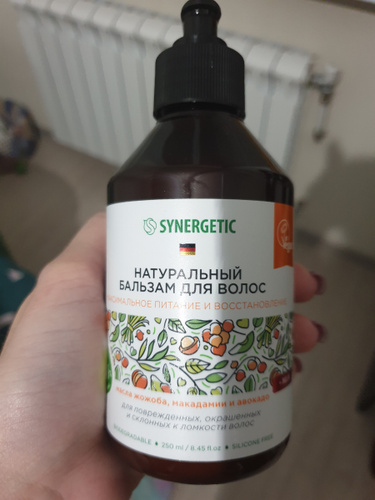 SYNERGETIC
НАТУРАЛЬНЫЙ
БАЛЬЗАМ ДЛЯ ВОЛОС
МАКСИМАЛЬНОЕ ПИТАНИЕ И ВОССТАНОВЛЕНИЕ
масла жожоба, макадамии и авокадо
для поврежденных, окрашенных
и склонных к ломкости волос
BIODEGRADABLE 250 ml / 8.45 fl.oz SILICONE FREE